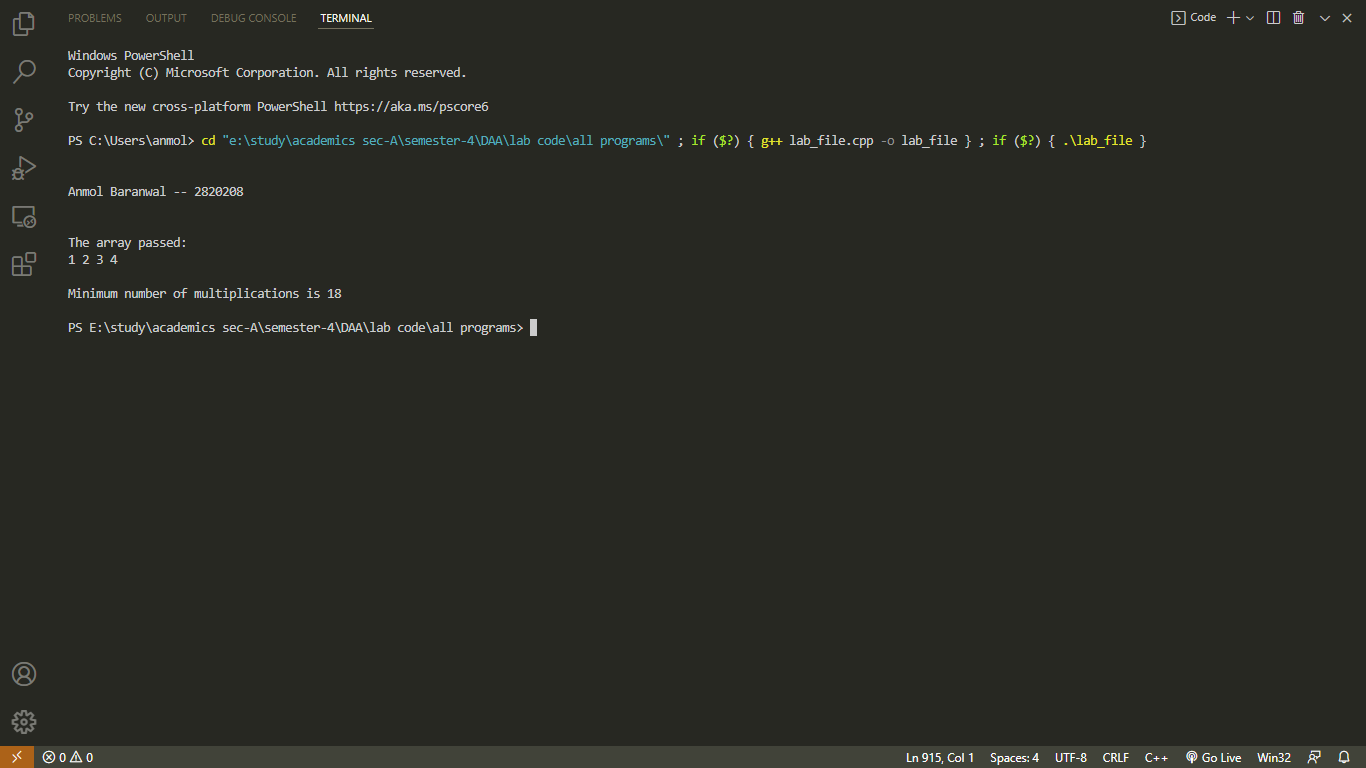 PROBLEMS OUTPUT DEBUG CONSOLE TERMINAL Code
Windows PowerShell
Copyright (C) Microsoft Corporation. All rights reserved.
Try the new cross-platform PowerShell https://aka.ms/pscore6
PS C:\Users\anmol> cd "e:\study\academics sec-A\semester-4\DAA\lab code\all programs\" ; if ($?) { g++ lab_file.cpp -o lab_file } ; if ($?) { .\lab_file }
Anmol Baranwal -- 2820208
The array passed:
1 2 3 4
Minimum number of multiplications is 18
PS E:\study\academics sec-A\semester-4\DAA\lab code\all programs>
0 0 Ln 915, Col 1 Spaces: 4 UTF-8 CRLF C++ Go Live Win32